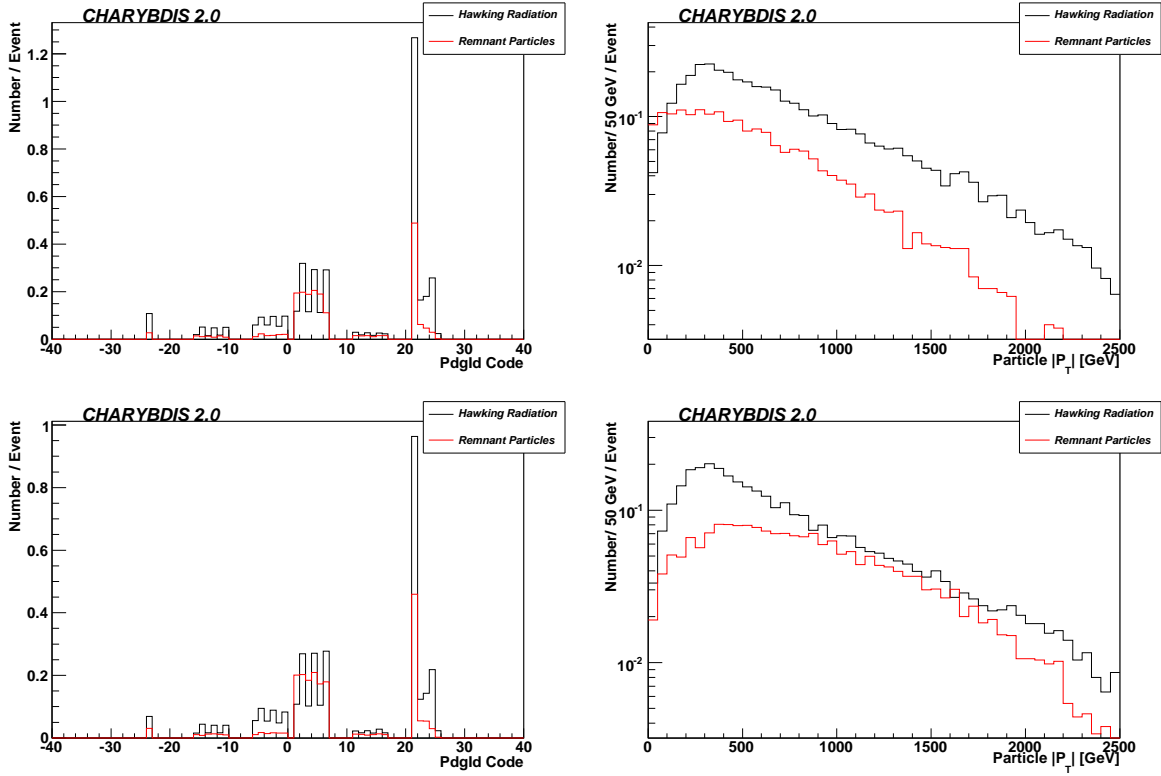 CHARYBDIS 2.0
Hawking Radiation
Remnant Particles
Number / Event
1.2
1
0.8
0.6
0.4
0.2
0
-40 -30 -20 -10 0 10 20 30 40
PdgId Code
CHARYBDIS 2.0
Hawking Radiation
Remnant Particles
Number/ 50 GeV / Event
10-1
10-2
0 500 1000 1500 2000 2500
Particle |PT| [GeV]
CHARYBDIS 2.0
Hawking Radiation
Remnant Particles
Number / Event
1
0.8
0.6
0.4
0.2
0
-40 -30 -20 -10 0 10 20 30 40
PdgId Code
CHARYBDIS 2.0
Hawking Radiation
Remnant Particles
Number/ 50 GeV / Event
10-1
10-2
0 500 1000 1500 2000 2500
Particle |PT| [GeV]